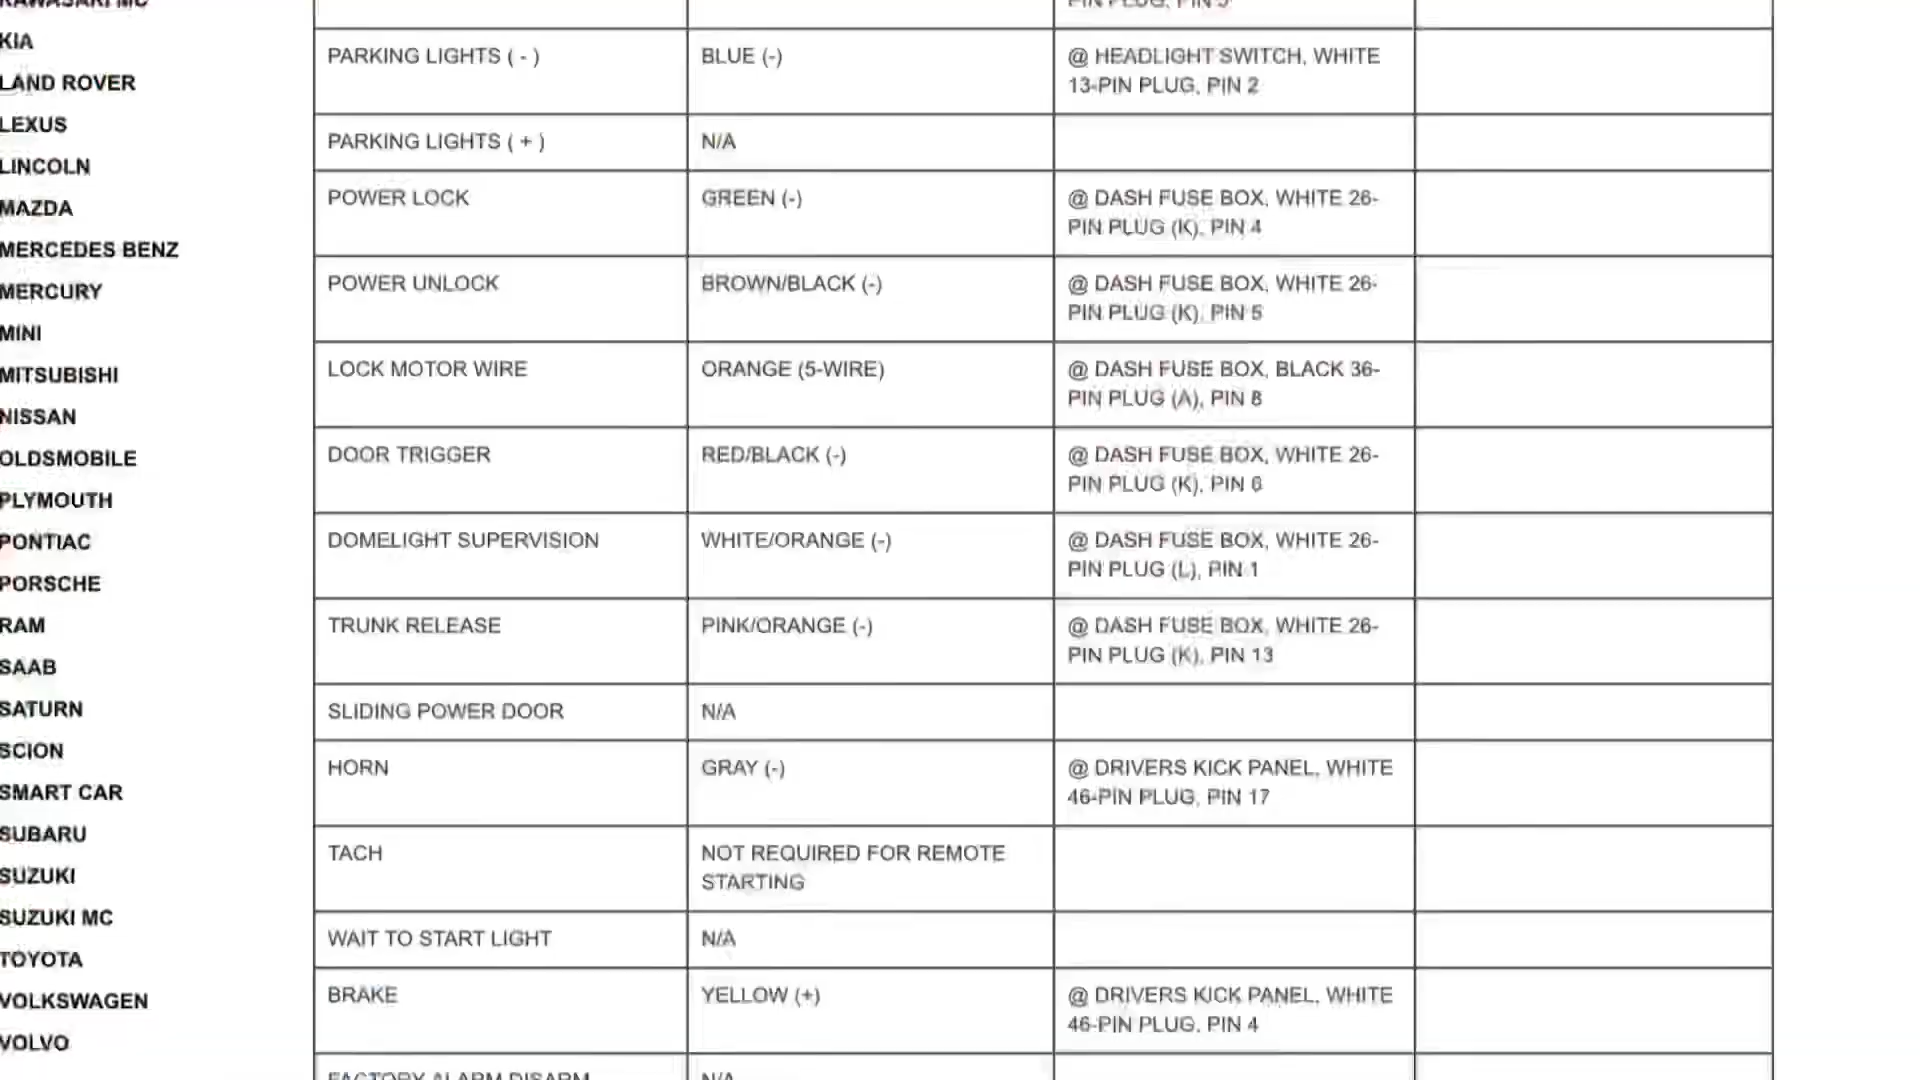 KIA
LAND ROVER
LEXUS
LINCOLN
MAZDA
MERCEDES BENZ
MERCURY
MINI
MITSUBISHI
NISSAN
OLDSMOBILE
PLYMOUTH
PONTIAC
PORSCHE
RAM
SAAB
SATURN
SCION
SMART CAR
SUBARU
SUZUKI
SUZUKI MC
TOYOTA
VOLKSWAGEN
VOLVO
PARKING LIGHTS ( - )
BLUE (-)
@ HEADLIGHT SWITCH, WHITE
13-PIN PLUG, PIN 2
PARKING LIGHTS ( + )
N/A
POWER LOCK
GREEN (-)
@ DASH FUSE BOX, WHITE 26-
PIN PLUG (K), PIN 4
POWER UNLOCK
BROWN/BLACK (-)
@ DASH FUSE BOX, WHITE 26-
PIN PLUG (K), PIN 5
LOCK MOTOR WIRE
ORANGE (5-WIRE)
@ DASH FUSE BOX, BLACK 36-
PIN PLUG (A), PIN 8
DOOR TRIGGER
RED/BLACK (-)
@ DASH FUSE BOX, WHITE 26-
PIN PLUG (K), PIN 6
DOMELIGHT SUPERVISION
WHITE/ORANGE (-)
@ DASH FUSE BOX, WHITE 26-
PIN PLUG (L), PIN 1
TRUNK RELEASE
PINK/ORANGE (-)
@ DASH FUSE BOX, WHITE 26-
PIN PLUG (K), PIN 13
SLIDING POWER DOOR
N/A
HORN
GRAY (-)
@ DRIVERS KICK PANEL, WHITE
46-PIN PLUG, PIN 17
TACH
NOT REQUIRED FOR REMOTE
STARTING
WAIT TO START LIGHT
N/A
BRAKE
YELLOW (+)
@ DRIVERS KICK PANEL, WHITE
46-PIN PLUG, PIN 4
FACTORY ALARM DISARM
N/A